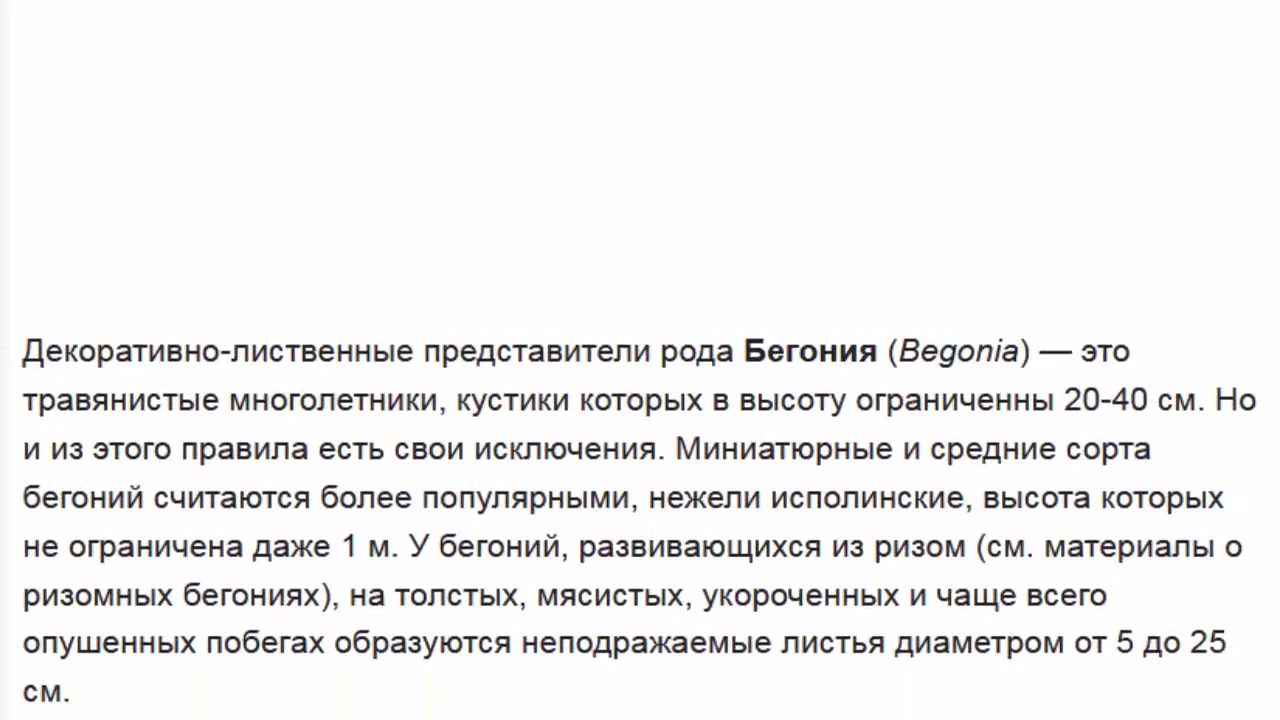 Декоративно-лиственные представители рода Бегония (Begonia) — это
травянистые многолетники, кустики которых в высоту ограниченны 20-40 см. Но
и из этого правила есть свои исключения. Миниатюрные и средние сорта
бегоний считаются более популярными, нежели исполинские, высота которых
не ограничена даже 1 м. У бегоний, развивающихся из ризом (см. материалы о
ризомных бегониях), на толстых, мясистых, укороченных и чаще всего
опушенных побегах образуются неподражаемые листья диаметром от 5 до 25
см.